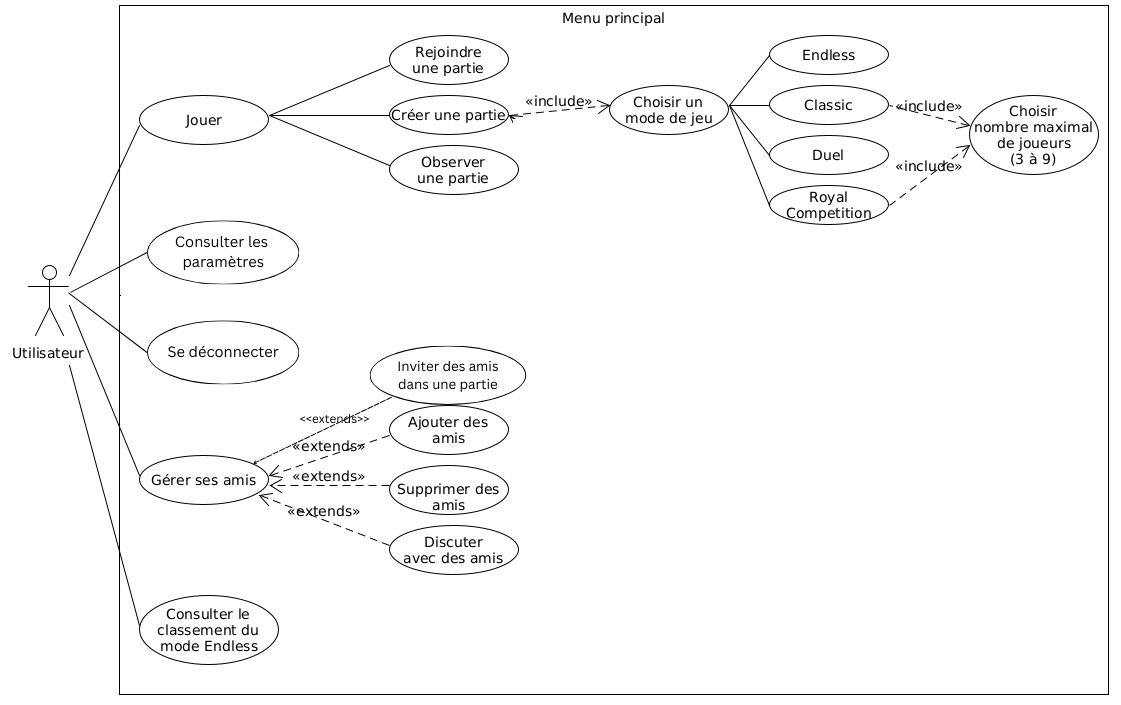 Menu principal
Rejoindre
une partie
Endless
Jouer
Créer une partie
«include»
Choisir un
mode de jeu
Classic
«include»
Choisir
nombre maximal
de joueurs
(3 à 9)
Observer
une partie
Duel
«include»
Royal
Competition
Consulter les
paramètres
Utilisateur
Se déconnecter
Inviter des amis
dans une partie
<<extends>>
Ajouter des
amis
«extends»
Gérer ses amis
«extends»
Supprimer des
amis
«extends»
Discuter
avec des amis
Consulter le
classement du
mode Endless